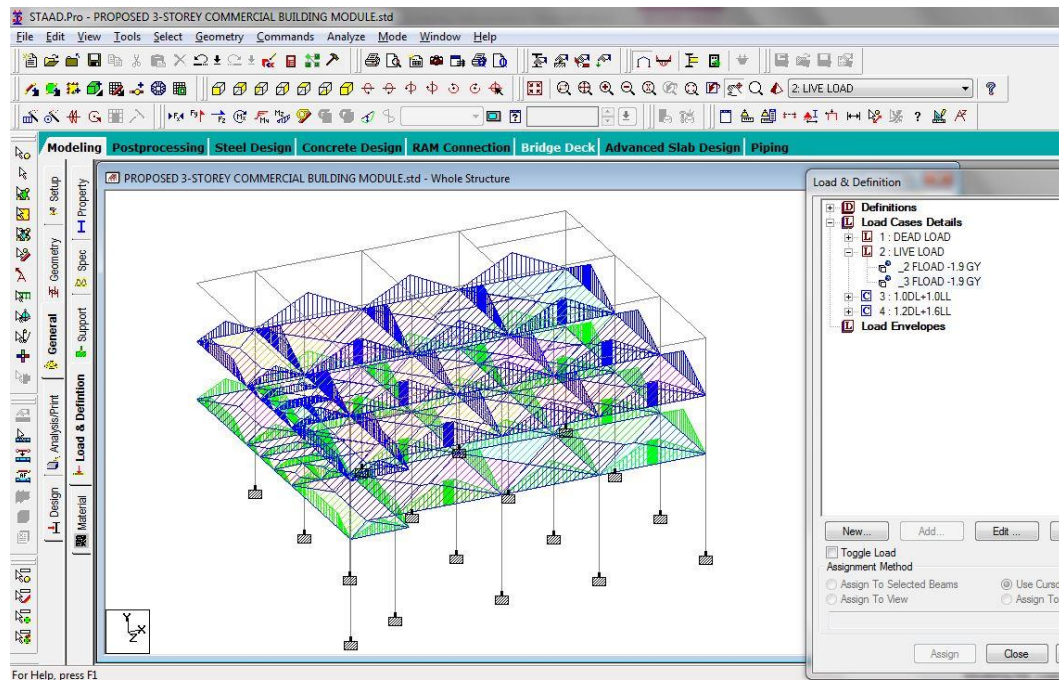 STAAD.Pro - PROPOSED 3-STOREY COMMERCIAL BUILDING MODULE.std
File Edit View Tools Select Geometry Commands Analyze Mode Window Help
2: LIVE LOAD
Modeling Postprocessing Steel Design Concrete Design RAM Connection Bridge Deck Advanced Slab Design Piping
PROPOSED 3-STOREY COMMERCIAL BUILDING MODULE.std - Whole Structure
Setup
Geometry
General
Analysis/Print
Design
Property
Spec
Support
Load & Definition
Material
Y
X
Z
Load & Definition
Definitions
Load Cases Details
1 : DEAD LOAD
2 : LIVE LOAD
_2 FLOAD -1.9 GY
_3 FLOAD -1.9 GY
3 : 1.0DL+1.0LL
4 : 1.2DL+1.6LL
Load Envelopes
New... Add... Edit ...
Toggle Load
Assignment Method
Assign To Selected Beams Use Curso
Assign To View Assign To
Assign Close
For Help, press F1